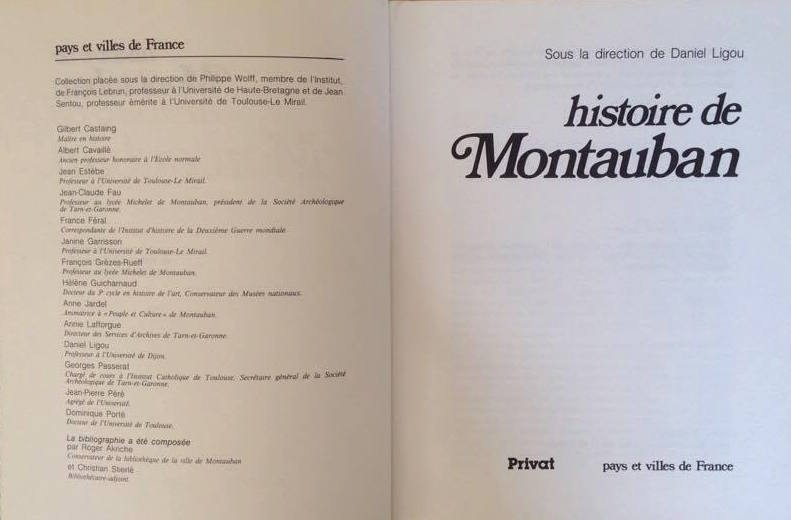 pays et villes de France
Collection placée sous la direction de Philippe Wolff, membre de l'Institut,
de François Lebrun, professeur à l'Université de Haute-Bretagne et de Jean
Sentou, professeur émérite à l'Université de Toulouse-Le Mirail.
Gilbert Castaing
Maître en histoire
Albert Cavaillé
Ancien professeur honoraire à l'Ecole normale
Jean Estèbe
Professeur à l'Université de Toulouse-Le Mirail.
Jean-Claude Fau
Professeur au lycée Michelet de Montauban, président de la Société Archéologique
de Tarn-et-Garonne.
France Féral
Correspondante de l'Institut d'histoire de la Deuxième Guerre mondiale.
Janine Garrisson
Professeur à l'Université de Toulouse-Le Mirail.
François Grèzes-Rueff
Professeur au lycée Michelet de Montauban.
Hélène Guicharnaud
Docteur du 3e cycle en histoire de l'art, Conservateur des Musées nationaux.
Anne Jardel
Animatrice à « Peuple et Culture » de Montauban.
Annie Lafforgue
Directeur des Services d'Archives de Tarn-et-Garonne.
Daniel Ligou
Professeur à l'Université de Dijon.
Georges Passerat
Chargé de cours à l'Institut Catholique de Toulouse. Secrétaire général de la Société
Archéologique de Tarn-et-Garonne.
Jean-Pierre Péré
Agrégé de l'Université.
Dominique Porté
Docteur de l'Université de Toulouse.
La bibliographie a été composée
par Roger Akriche
Conservateur de la bibliothèque de la ville de Montauban
et Christian Stierlé
Bibliothécaire-adjoint.
Sous la direction de Daniel Ligou
histoire de
Montauban
Privat pays et villes de France